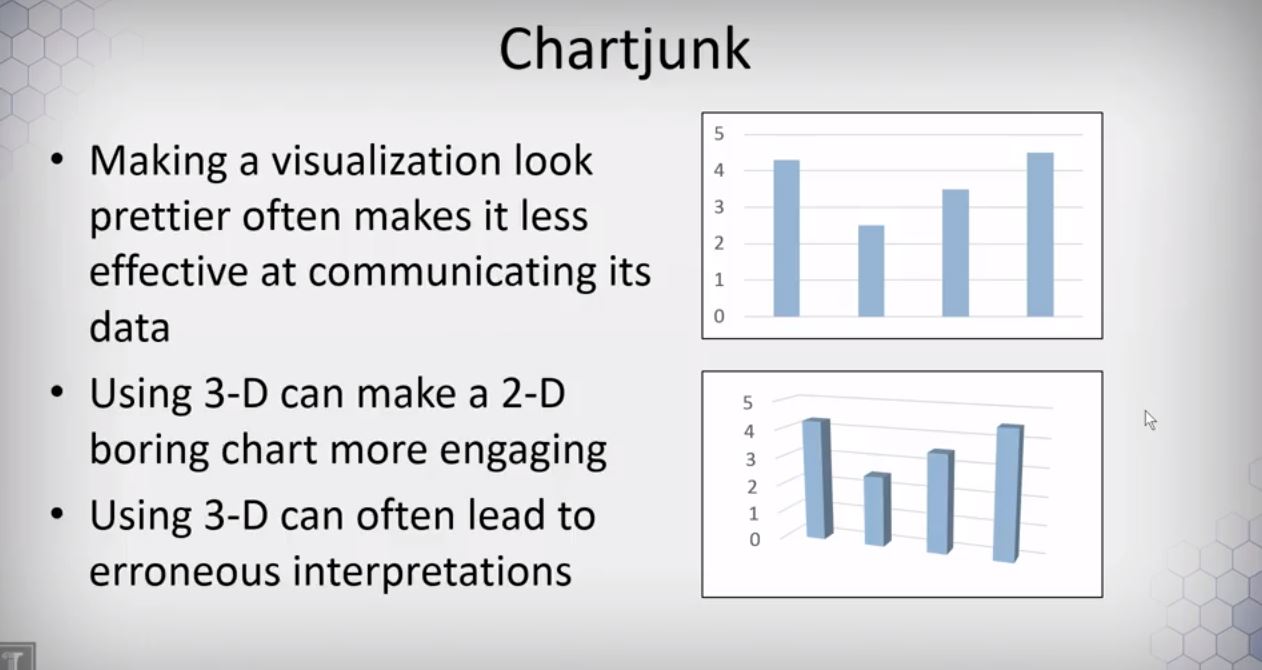 Chartjunk
• Making a visualization look
prettier often makes it less
effective at communicating its
data
• Using 3-D can make a 2-D
boring chart more engaging
• Using 3-D can often lead to
erroneous interpretations
5
4
3
2
1
0
5
4
3
2
1
0
I